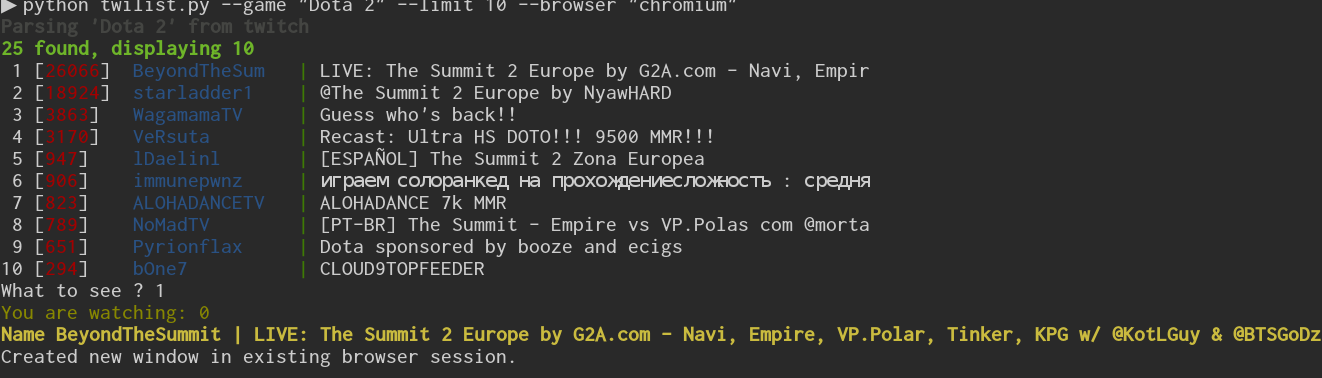 ▶ python twilist.py --game "Dota 2" --limit 10 --browser "chromium"
Parsing 'Dota 2' from twitch
25 found, displaying 10
1 [26066] BeyondTheSum | LIVE: The Summit 2 Europe by G2A.com - Navi, Empir
2 [18924] starladder1 | @The Summit 2 Europe by NyawHARD
3 [3863] WagamamaTV | Guess who's back!!
4 [3170] VeRsuta | Recast: Ultra HS DOTO!!! 9500 MMR!!!
5 [947] lDaelinl | [ESPAÑOL] The Summit 2 Zona Europea
6 [906] immunepwnz | играем солоранкед на прохождениесложность : средня
7 [823] ALOHADANCETV | ALOHADANCE 7k MMR
8 [789] NoMadTV | [PT-BR] The Summit - Empire vs VP.Polas com @morta
9 [651] Pyrionflax | Dota sponsored by booze and ecigs
10 [294] bOne7 | CLOUD9TOPFEEDER
What to see ? 1
You are watching: 0
Name BeyondTheSummit | LIVE: The Summit 2 Europe by G2A.com - Navi, Empire, VP.Polar, Tinker, KPG w/ @KotLGuy & @BTSGoDz
Created new window in existing browser session.